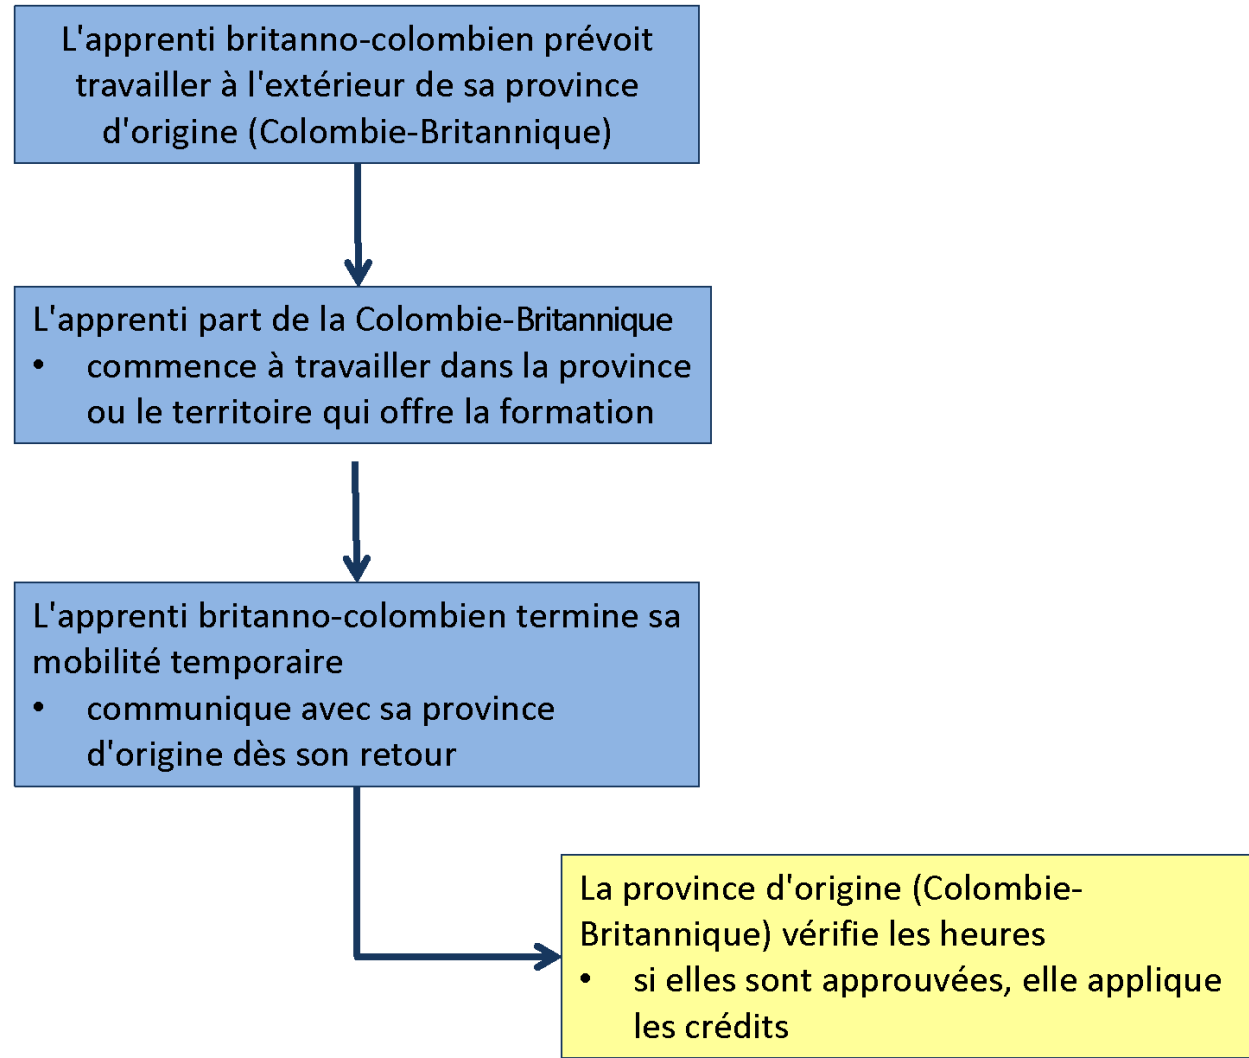 L'apprenti britanno-colombien prévoit
travailler à l'extérieur de sa province
d'origine (Colombie-Britannique)
L'apprenti part de la Colombie-Britannique
• commence à travailler dans la province
ou le territoire qui offre la formation
L'apprenti britanno-colombien termine sa
mobilité temporaire
• communique avec sa province
d'origine dès son retour
La province d'origine (Colombie-
Britannique) vérifie les heures
• si elles sont approuvées, elle applique
les crédits